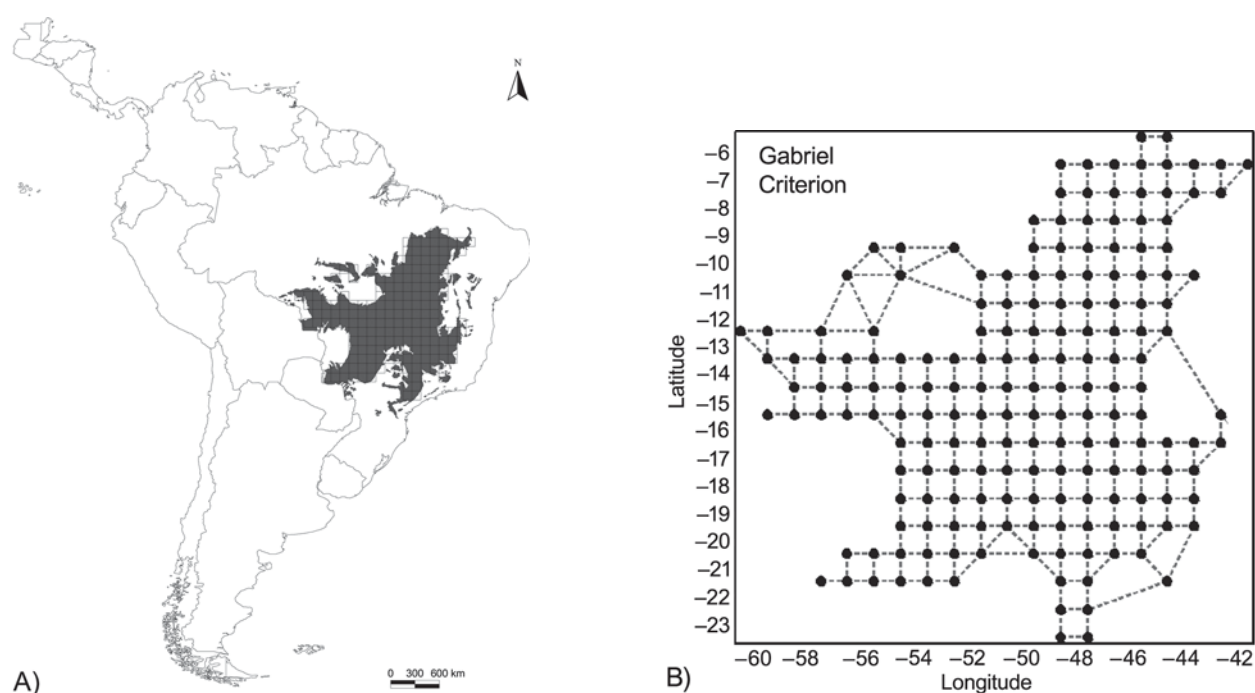 N
0 300 600 km
A)
Gabriel
Criterion
Latitude
–6
–7
–8
–9
–10
–11
–12
–13
–14
–15
–16
–17
–18
–19
–20
–21
–22
–23
–60 –58 –56 –54 –52 –50 –48 –46 –44 –42
Longitude
B)